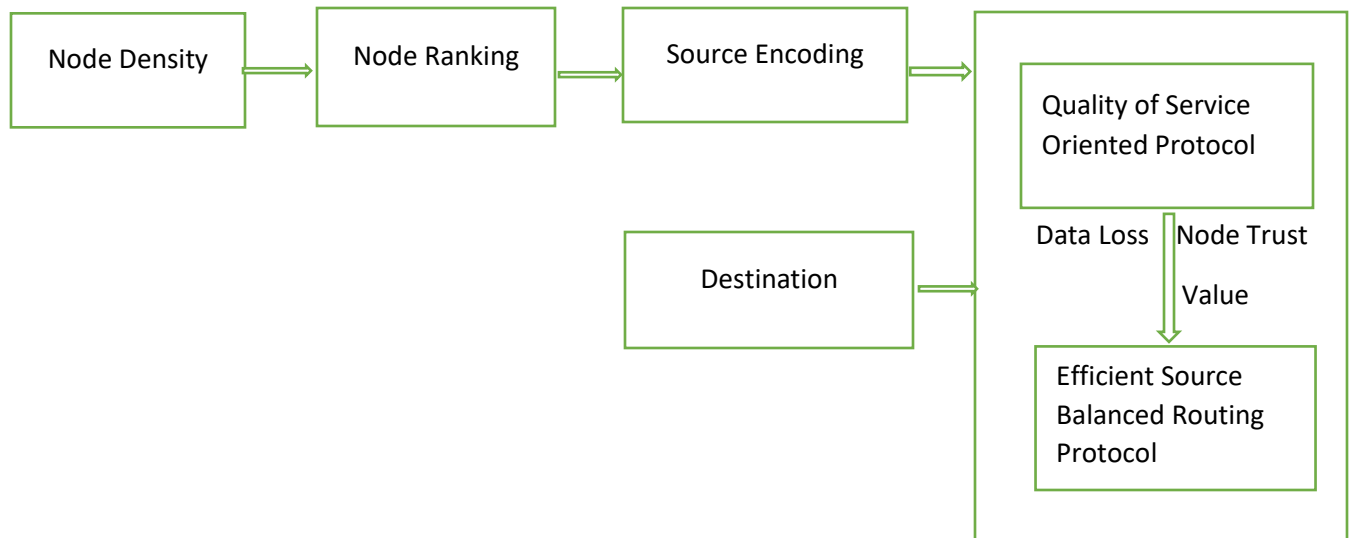 Node Density
Node Ranking
Source Encoding
Quality of Service
Oriented Protocol
Data Loss
Node Trust
Value
Destination
Efficient Source
Balanced Routing
Protocol